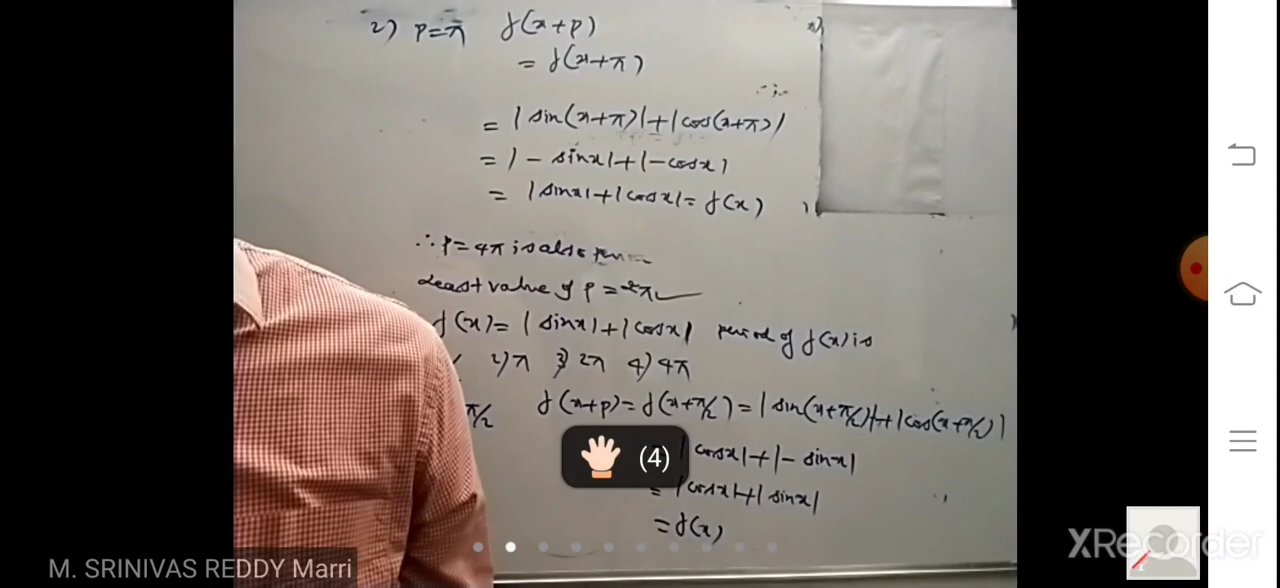 2) p=π f(x+p)
= f(x+π)
= |sin(x+π)|+|cos(x+π)|
= |- sinx|+|-cosx|
= |sinx|+|cosx|= f(x)
∴ p=4π is also
Least value of p = 2π
f(x)= |sinx|+|cosx| period of f(x) is
2)π 3) 2π 4) 4π
π/2 f(x+p)= f(x+π/2) = |sin(x+π/2)|+|cos(x+π/2)|
|cosx|+|- sinx|
= |cosx|+|sinx|
= f(x)
(4)
M. SRINIVAS REDDY Marri
XRecorder